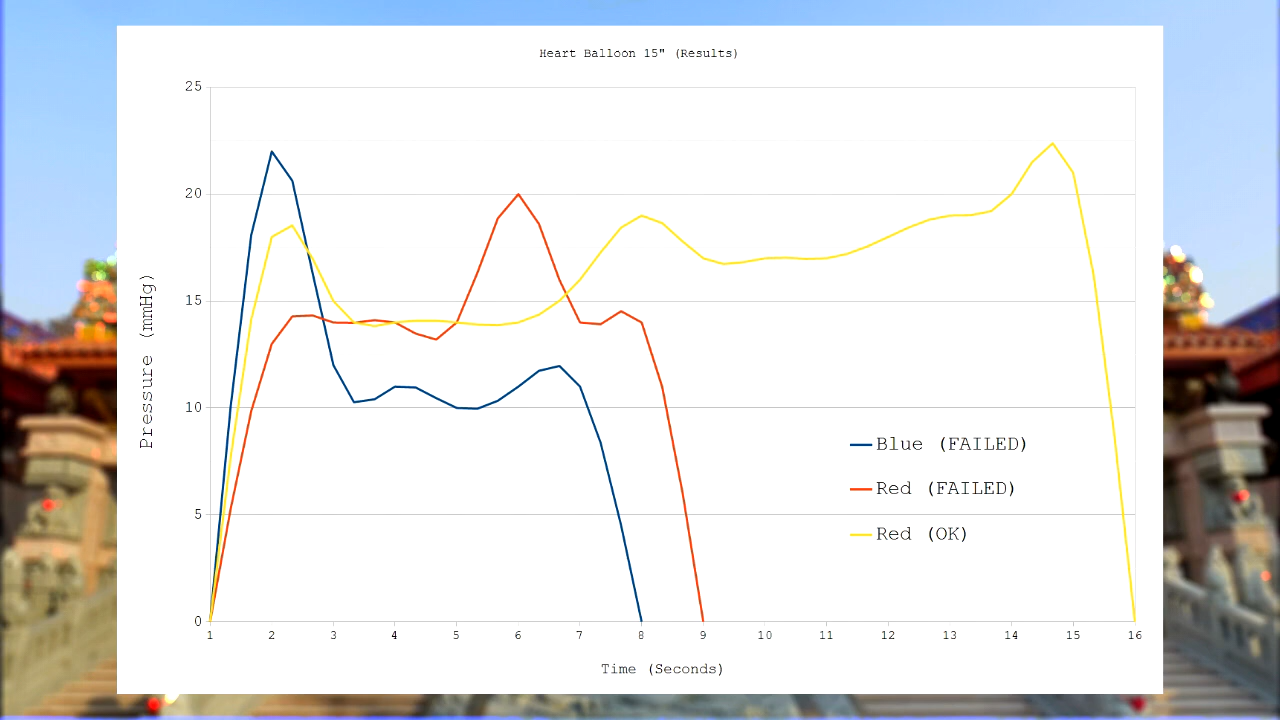 Heart Balloon 15" (Results)
25
20
15
10
5
0
Pressure (mmHg)
1 2 3 4 5 6 7 8 9 10 11 12 13 14 15 16
Time (Seconds)
Blue (FAILED)
Red (FAILED)
Red (OK)